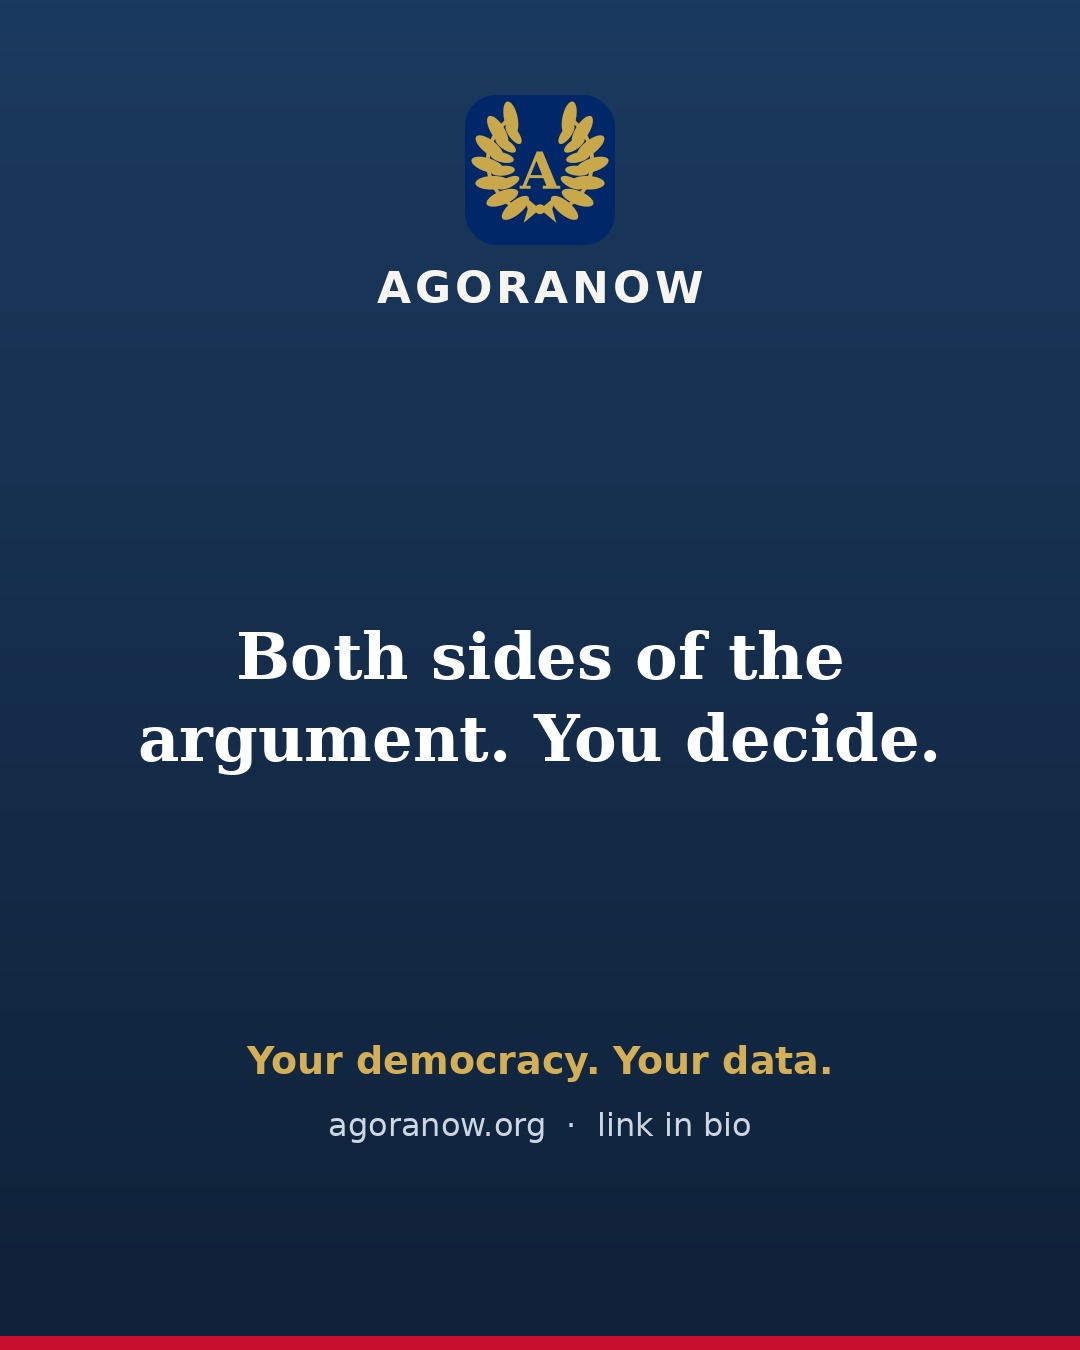 A
AGORANOW
Both sides of the
argument. You decide.
Your democracy. Your data.
agoranow.org · link in bio